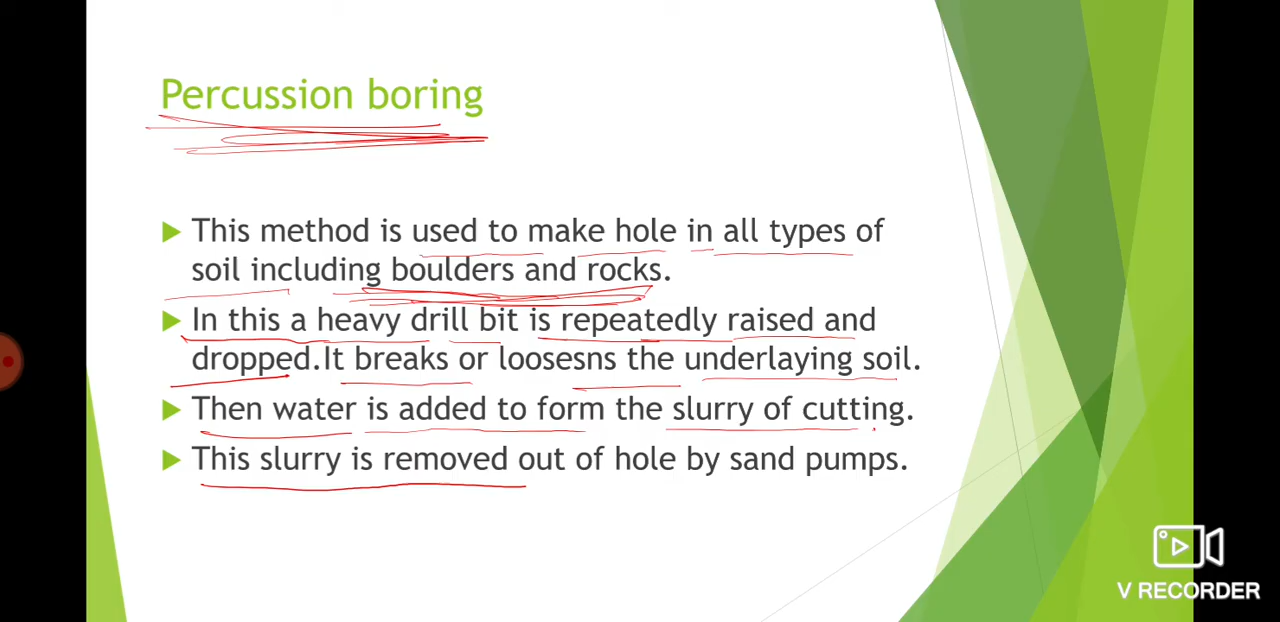 Percussion boring
This method is used to make hole in all types of
soil including boulders and rocks.
In this a heavy drill bit is repeatedly raised and
dropped.It breaks or loosesns the underlaying soil.
Then water is added to form the slurry of cutting.
This slurry is removed out of hole by sand pumps.
V RECORDER